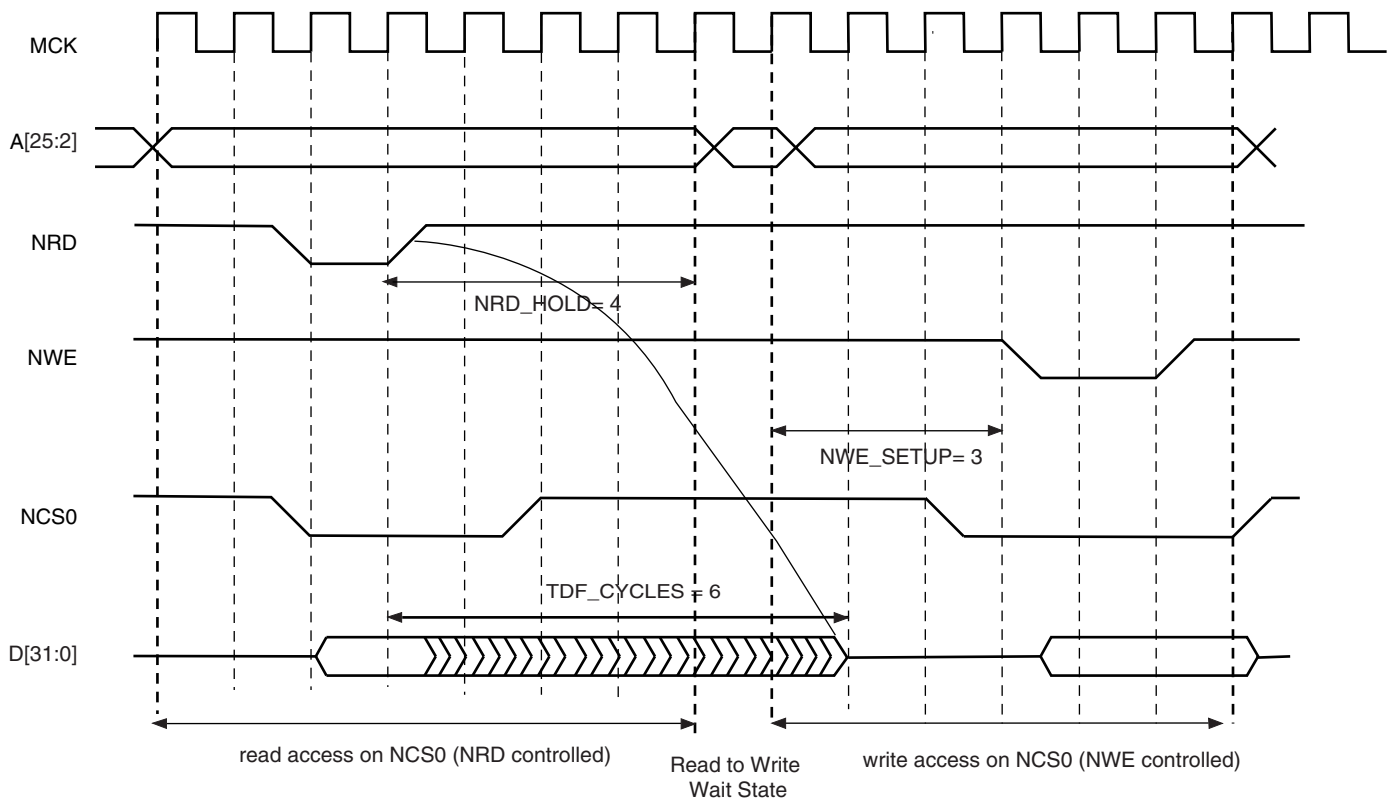 MCK
A[25:2]
NRD
NRD_HOLD= 4
NWE
NWE_SETUP= 3
NCS0
TDF_CYCLES = 6
D[31:0]
read access on NCS0 (NRD controlled)
Read to Write
Wait State
write access on NCS0 (NWE controlled)